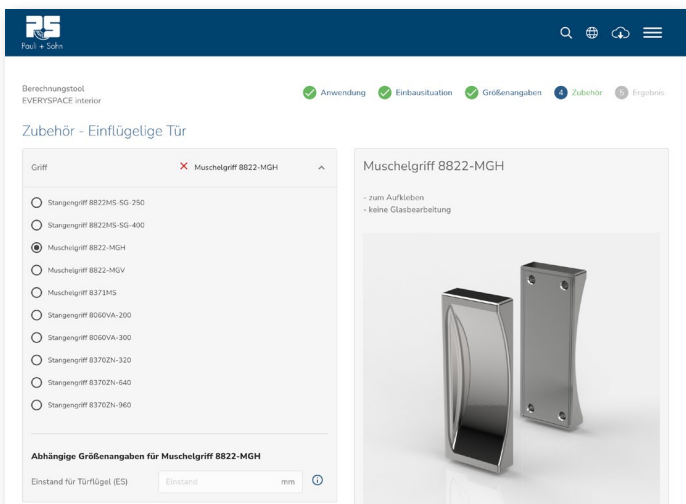 PS
Pauli + Sohn
Berechnungstool
EVERYSPACE interior
Anwendung
Einbausituation
Größenangaben
4 Zubehör
5 Ergebnis
Zubehör - Einflügelige Tür
Griff
Muschelgriff 8822-MGH
Stangengriff 8822MS-SG-250
Stangengriff 8822MS-SG-400
Muschelgriff 8822-MGH
Muschelgriff 8822-MGV
Muschelgriff 8371MS
Stangengriff 8060VA-200
Stangengriff 8060VA-300
Stangengriff 8370ZN-320
Stangengriff 8370ZN-640
Stangengriff 8370ZN-960
Abhängige Größenangaben für Muschelgriff 8822-MGH
Einstand für Türflügel (ES)
Einstand
mm
Muschelgriff 8822-MGH
- zum Aufkleben
- keine Glasbearbeitung